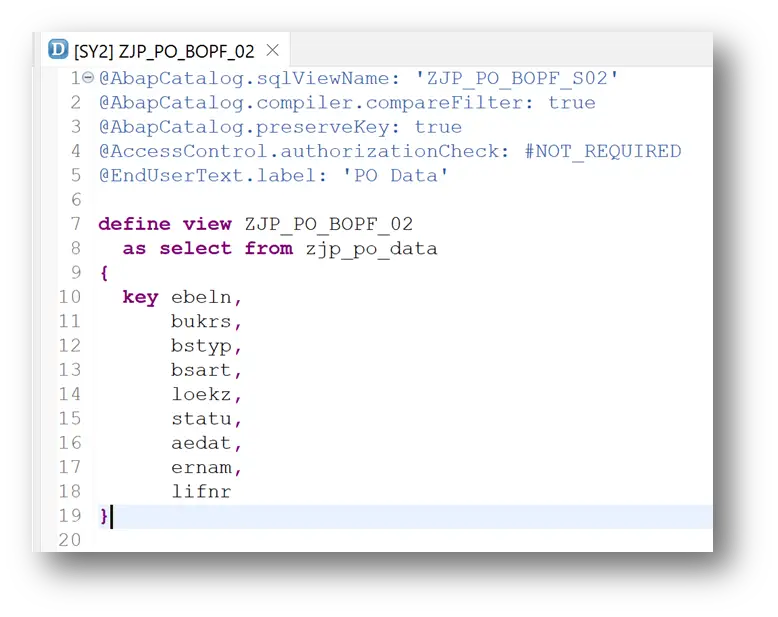 D [SY2] ZJP_PO_BOPF_02
1 @AbapCatalog.sqlViewName: 'ZJP_PO_BOPF_S02'
2 @AbapCatalog.compiler.compareFilter: true
3 @AbapCatalog.preserveKey: true
4 @AccessControl.authorizationCheck: #NOT_REQUIRED
5 @EndUserText.label: 'PO Data'
6
7 define view ZJP_PO_BOPF_02
8 as select from zjp_po_data
9 {
10 key ebeln,
11 bukrs,
12 bstyp,
13 bsart,
14 loekz,
15 statu,
16 aedat,
17 ernam,
18 lifnr
19 }
20